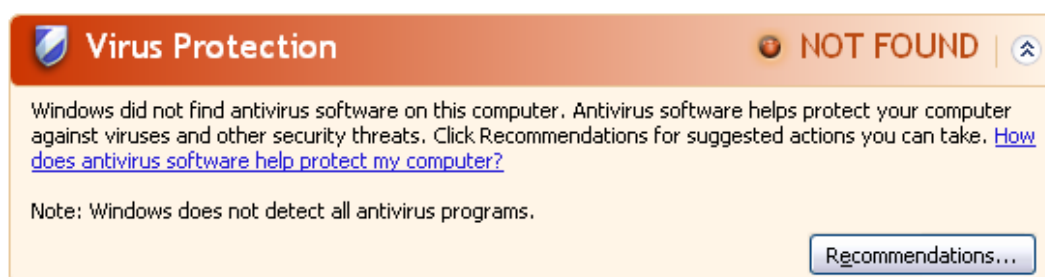 Virus Protection NOT FOUND
Windows did not find antivirus software on this computer. Antivirus software helps protect your computer
against viruses and other security threats. Click Recommendations for suggested actions you can take. How
does antivirus software help protect my computer?
Note: Windows does not detect all antivirus programs.
Recommendations...